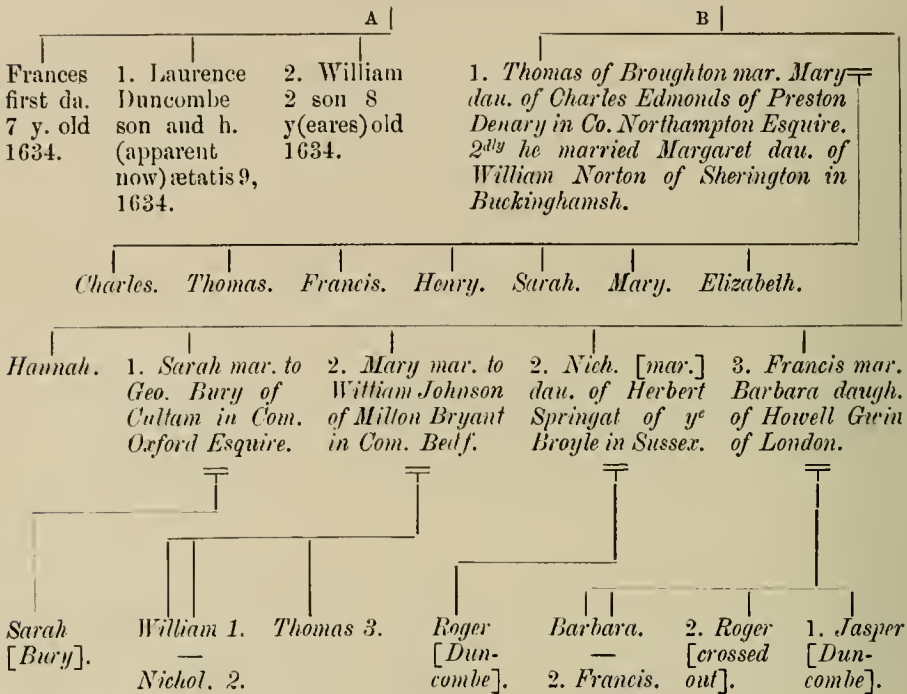 A B
Frances
first da.
7 y. old
1634.
1. Laurence
Duncombe
son and h.
(apparent
now) ætatis 9,
1634.
2. William
2 son 8
y(eares) old
1634.
1. Thomas of Broughton mar. Mary
dau. of Charles Edmonds of Preston
Denary in Co. Northampton Esquire.
2dly he married Margaret dau. of
William Norton of Sherington in
Buckinghamsh.
Charles. Thomas. Francis. Henry. Sarah. Mary. Elizabeth.
Hannah.
1. Sarah mar. to
Geo. Bury of
Cultam in Com.
Oxford Esquire.
2. Mary mar. to
William Johnson
of Milton Bryant
in Com. Bedf.
2. Nich. [mar.]
dau. of Herbert
Springat of ye
Broyle in Sussex.
3. Francis mar.
Barbara daugh.
of Howell Gwin
of London.
Sarah
[Bury].
William 1.
—
Nichol. 2.
Thomas 3.
Roger
[Dun-
combe].
Barbara.
—
2. Francis.
2. Roger
[crossed
out].
1. Jasper
[Dun-
combe].